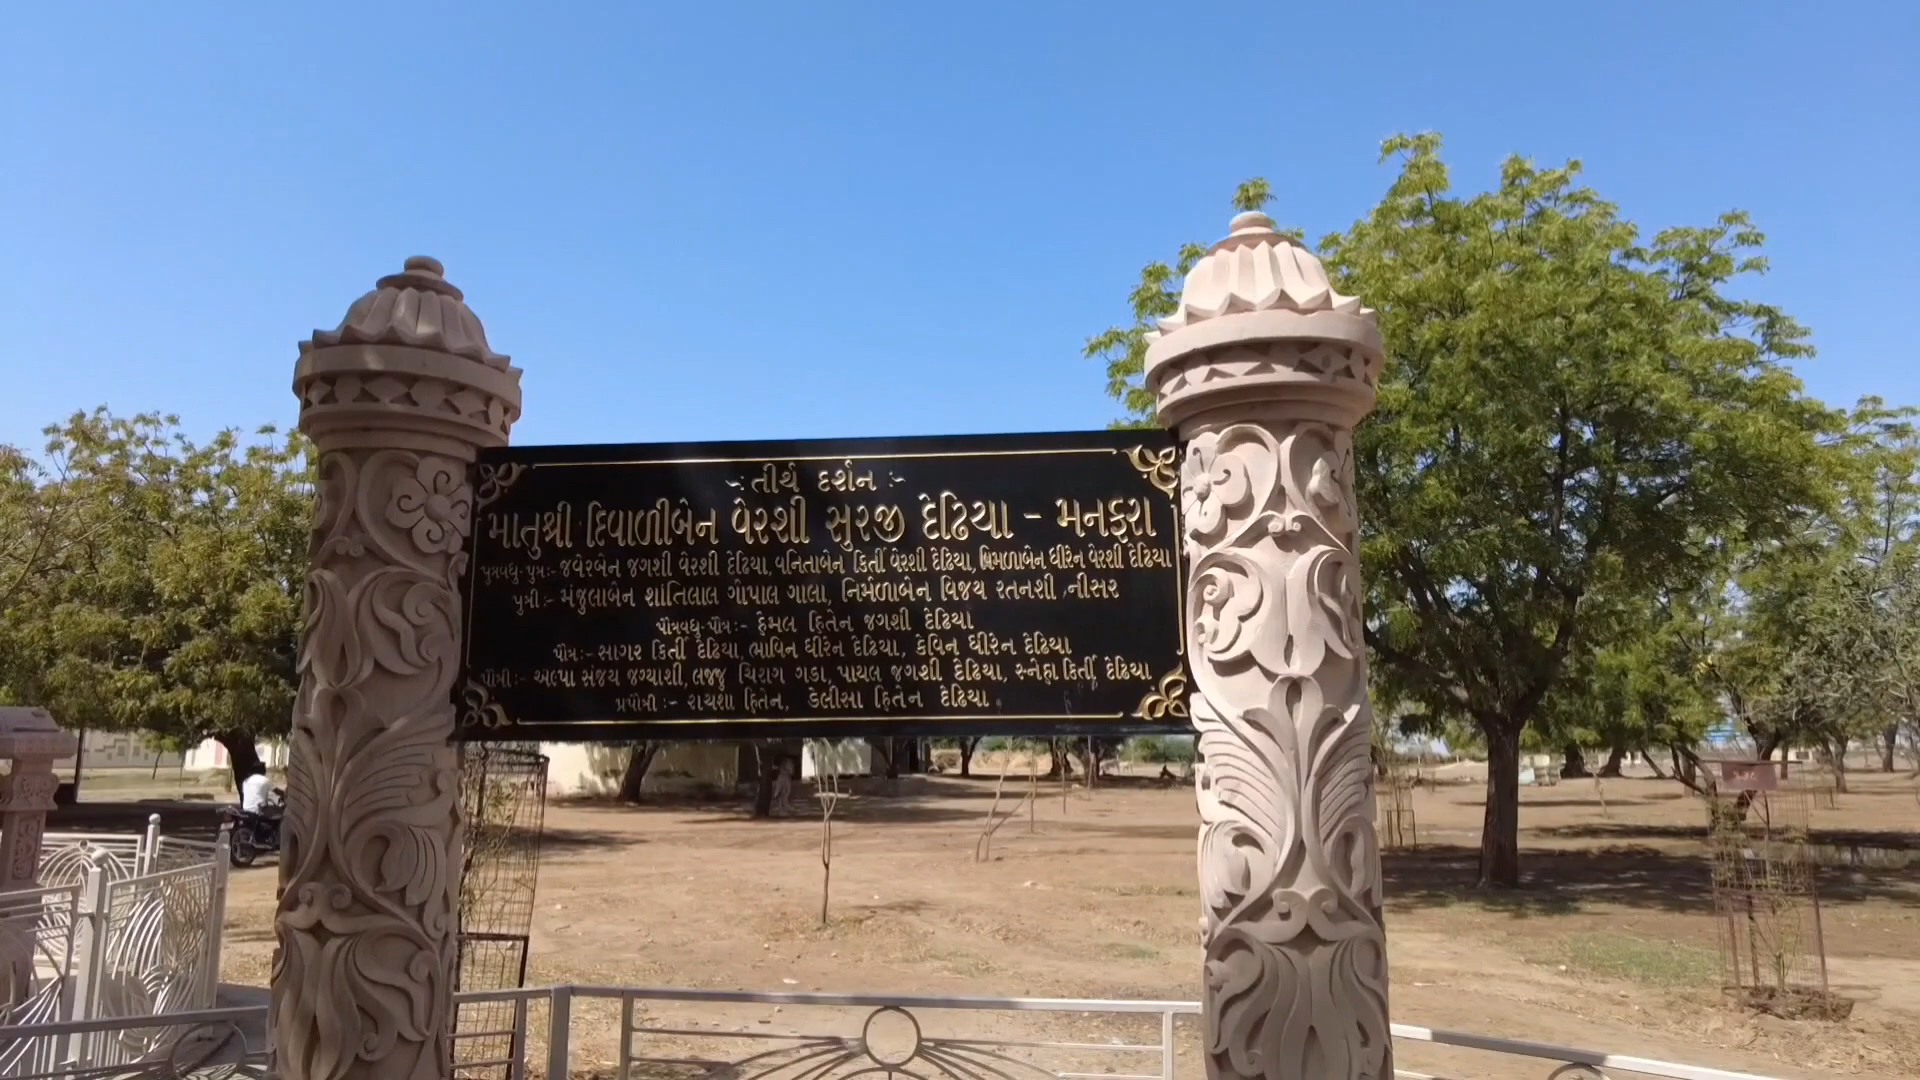 -: તીર્થ દર્શન :-
માતુશ્રી દિવાળીબેન વેરશી સુરજી દેઢિયા - મનફરા
પુત્રવધુ-પુત્ર:- જવેરબેન જગશી વેરશી દેઢિયા, વનિતાબેન કિર્તી વેરશી દેઢિયા, વિમળાબેન ધીરેન વેરશી દેઢિયા
પુત્રી:- મંજુલાબેન શાંતિલાલ ગોપાલ ગાલા, નિર્મળાબેન વિજય રતનશી નીસર
પૌત્રવધુ-પૌત્ર:- હેમલ હિતેન જગશી દેઢિયા
પૌત્ર:- સાગર કિર્તી દેઢિયા, ભાવિન ધીરેન દેઢિયા, કેવિન ધીરેન દેઢિયા
પૌત્રી:- અલ્પા સંજય જગ્યાશી, લજ્જુ ચિરાગ ગડા, પાયલ જગશી દેઢિયા, સ્નેહા કિર્તી દેઢિયા
પ્રપૌત્રી:- રાયશા હિતેન, ડેલીસા હિતેન દેઢિયા